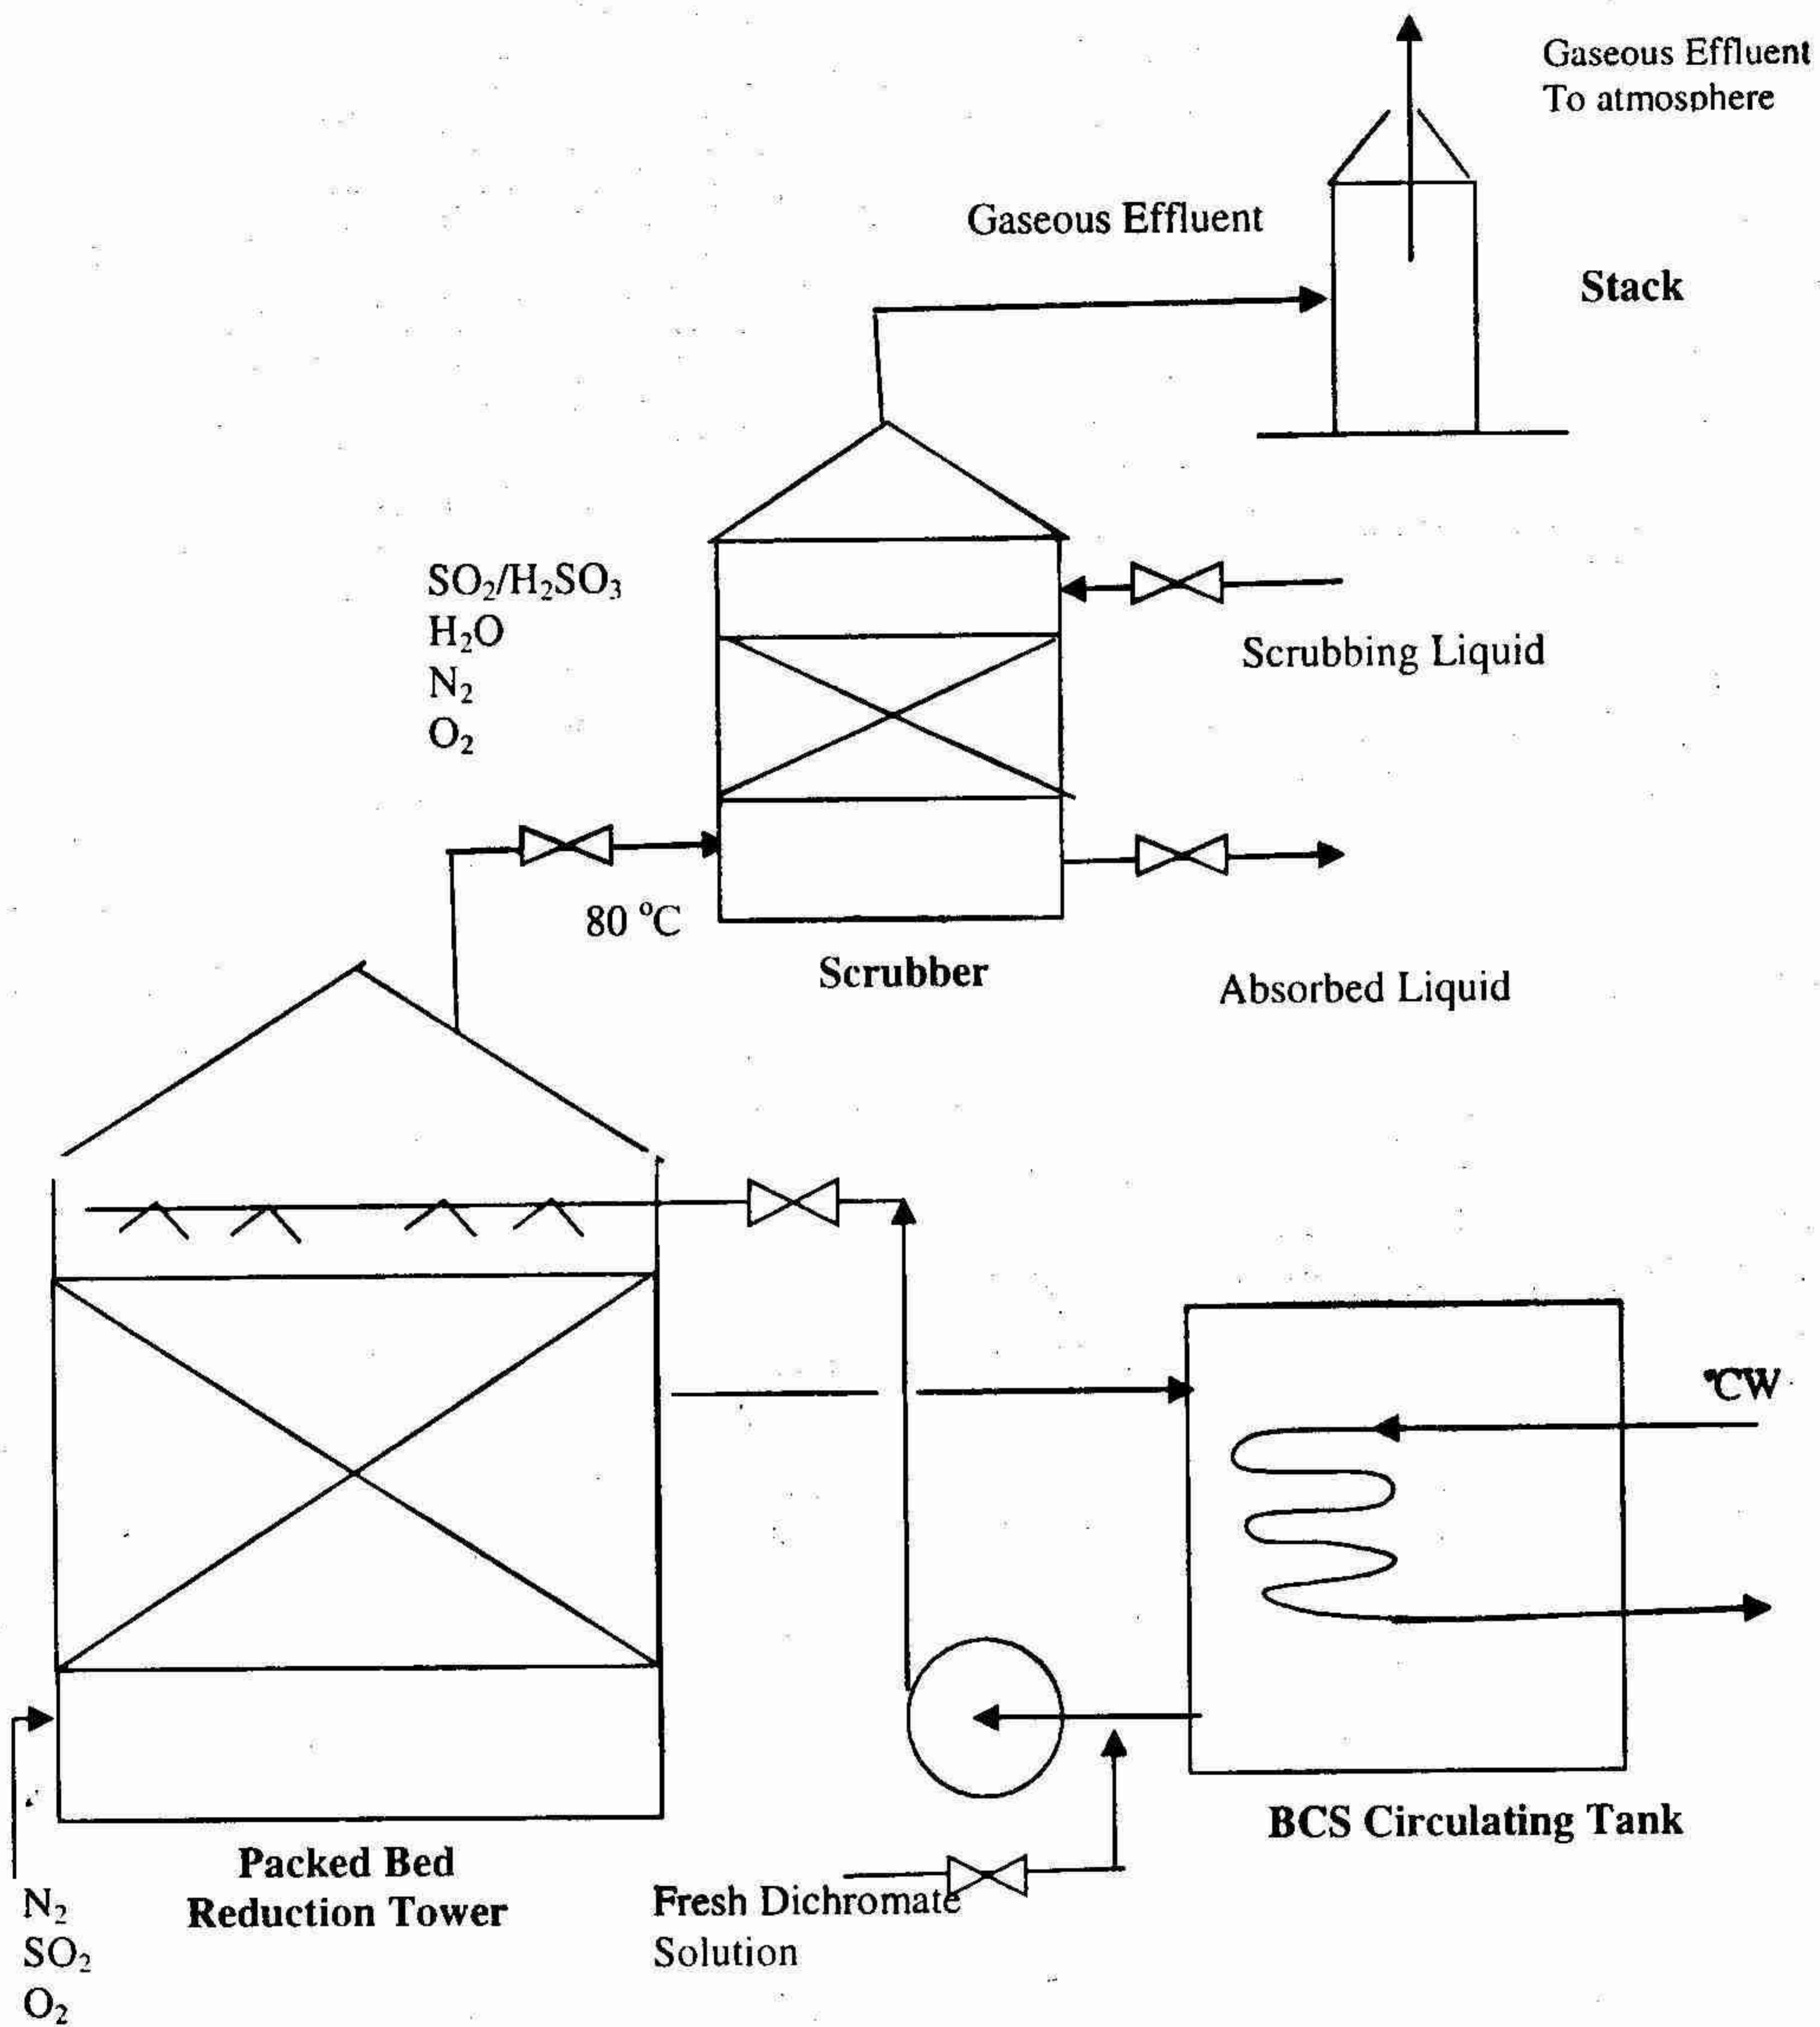 Gaseous Effluent
To atmosphere
Gaseous Effluent
Stack
SO₂/H₂SO₃
H₂O
N₂
O₂
Scrubbing Liquid
80 °C
Scrubber
Absorbed Liquid
CW
BCS Circulating Tank
Packed Bed
Reduction Tower
Fresh Dichromate
Solution
N₂
SO₂
O₂